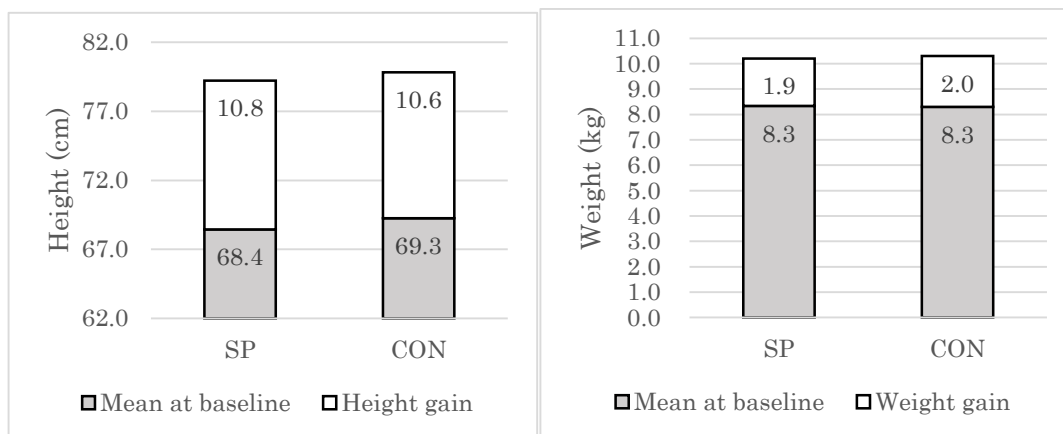 82.0
77.0
72.0
67.0
62.0
Height (cm)
10.8
10.6
68.4
69.3
SP
CON
Mean at baseline
Height gain
11.0
10.0
9.0
8.0
7.0
6.0
5.0
4.0
3.0
2.0
1.0
0.0
Weight (kg)
1.9
2.0
8.3
8.3
SP
CON
Mean at baseline
Weight gain